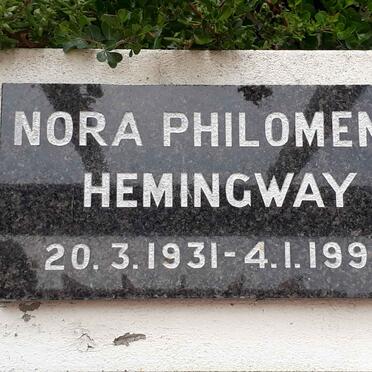 NORA PHILOMEN
HEMINGWAY
20.3.1931-4.1.199